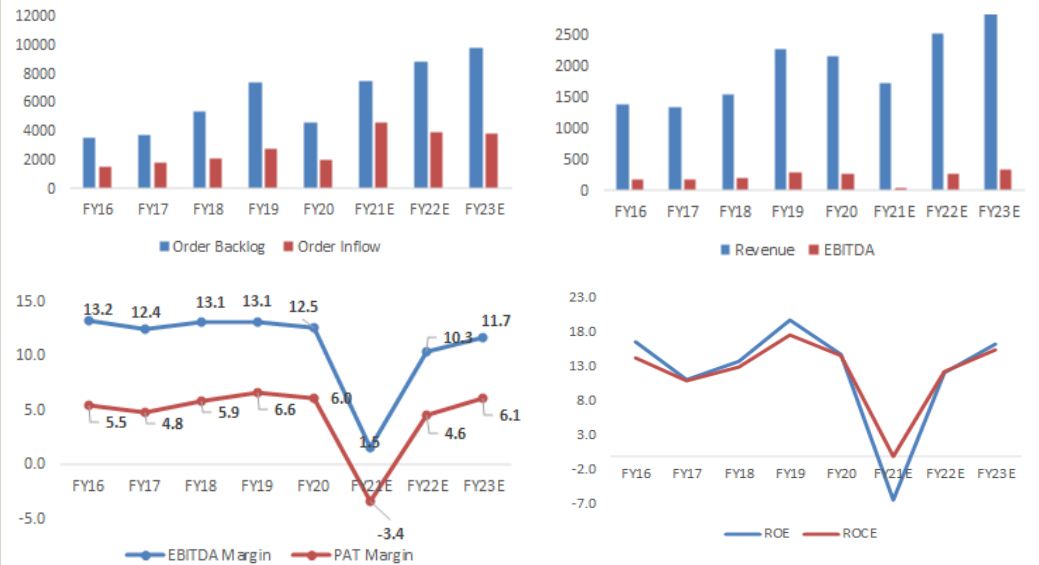 12000
10000
8000
6000
4000
2000
0
FY16 FY17 FY18 FY19 FY20 FY21E FY22E FY23E
Order Backlog Order Inflow
2500
2000
1500
1000
500
0
FY16 FY17 FY18 FY19 FY20 FY21E FY22E FY23E
Revenue EBITDA
15.0
10.0
5.0
0.0
-5.0
13.2 12.4 13.1 13.1 12.5 1.5 10.3 11.7
5.5 4.8 5.9 6.6 6.0 -3.4 4.6 6.1
FY16 FY17 FY18 FY19 FY20 FY21E FY22E FY23E
EBITDA Margin PAT Margin
23.0
18.0
13.0
8.0
3.0
-2.0
-7.0
FY16 FY17 FY18 FY19 FY20 FY21E FY22E FY23E
ROE ROCE